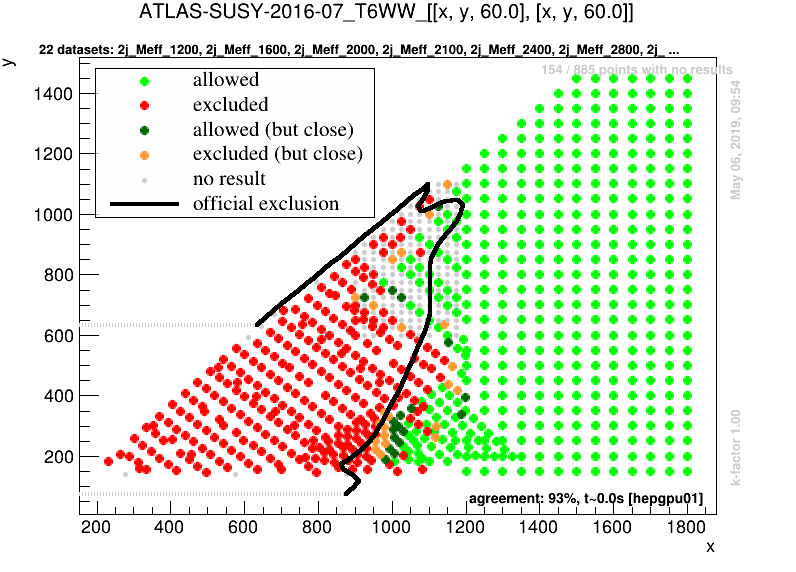 ATLAS-SUSY-2016-07_T6WW_[[x, y, 60.0], [x, y, 60.0]]
22 datasets: 2j_Meff_1200, 2j_Meff_1600, 2j_Meff_2000, 2j_Meff_2100, 2j_Meff_2400, 2j_Meff_2800, 2j_ ...
y
154 / 885 points with no results
allowed
excluded
allowed (but close)
excluded (but close)
no result
official exclusion
May 06, 2019, 09:54
1400
1200
1000
800
600
400
200
k-factor 1.00
agreement: 93%, t~0.0s [hepgpu01]
200 400 600 800 1000 1200 1400 1600 1800
x